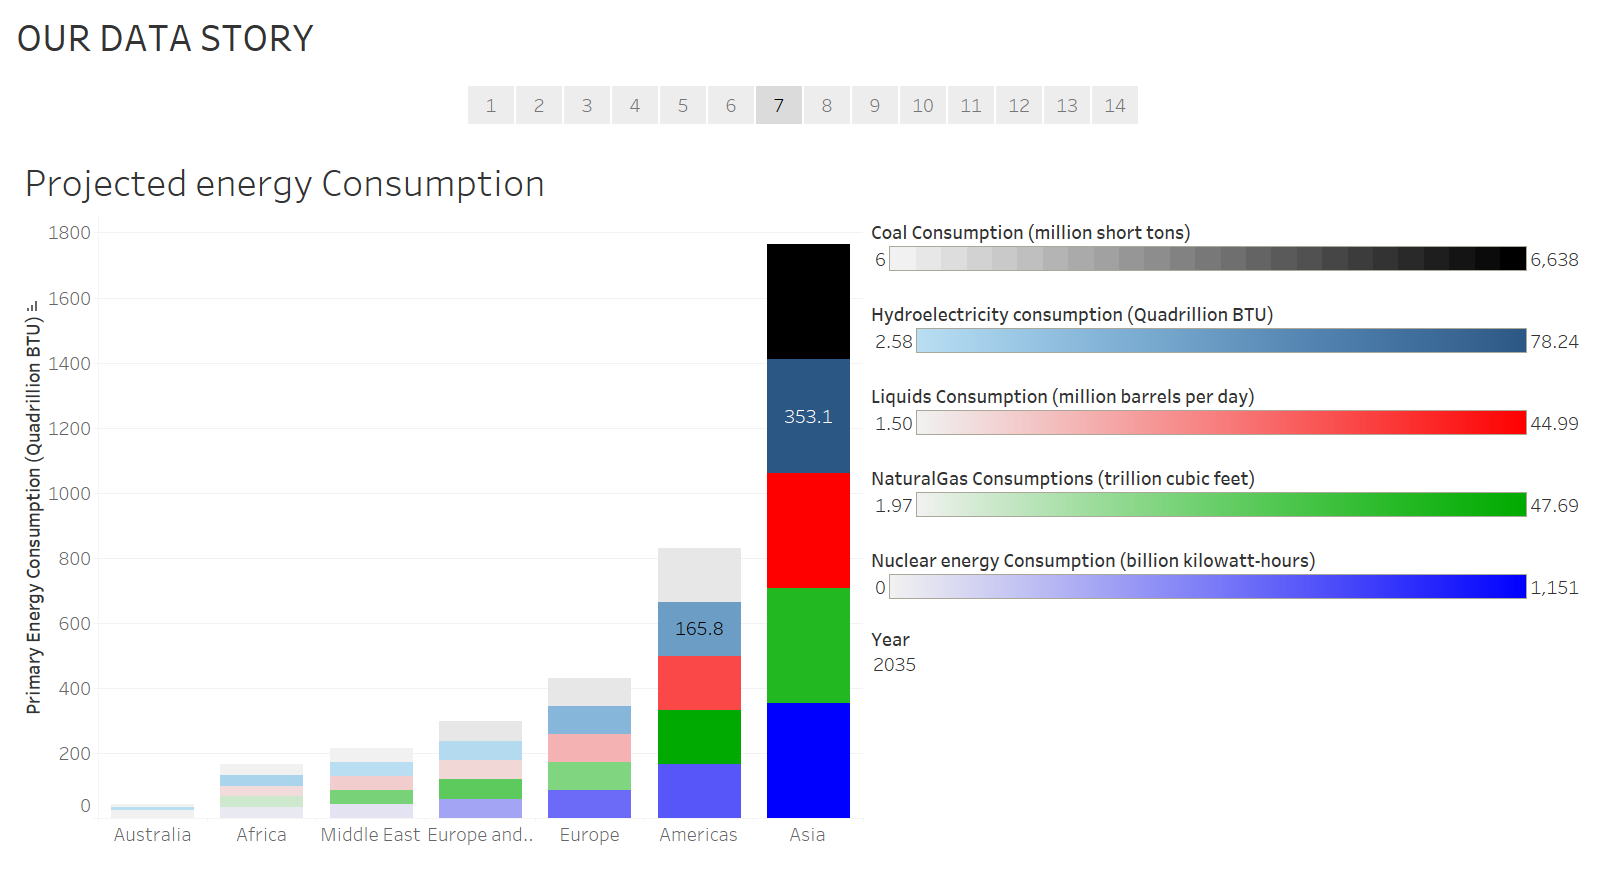 OUR DATA STORY
1 2 3 4 5 6 7 8 9 10 11 12 13 14
Projected energy Consumption
Primary Energy Consumption (Quadrillion BTU)
1800
1600
1400
1200
1000
800
600
400
200
0
353.1
165.8
Australia Africa Middle East Europe and.. Europe Americas Asia
Coal Consumption (million short tons)
6 6,638
Hydroelectricity consumption (Quadrillion BTU)
2.58 78.24
Liquids Consumption (million barrels per day)
1.50 44.99
NaturalGas Consumptions (trillion cubic feet)
1.97 47.69
Nuclear energy Consumption (billion kilowatt-hours)
0 1,151
Year
2035